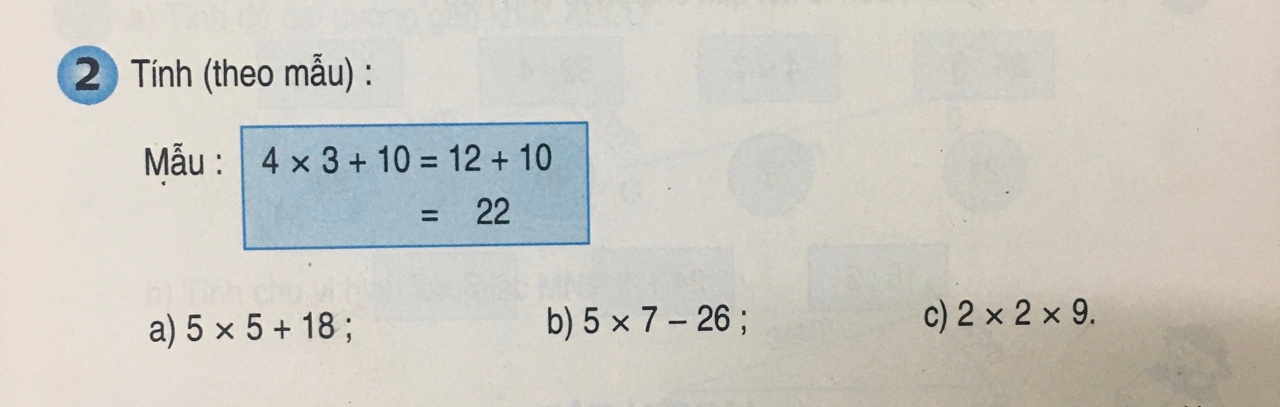 2 Tính (theo mẫu) :
Mẫu : 4 × 3 + 10 = 12 + 10
= 22
a) 5 × 5 + 18 ; b) 5 × 7 – 26 ; c) 2 × 2 × 9.